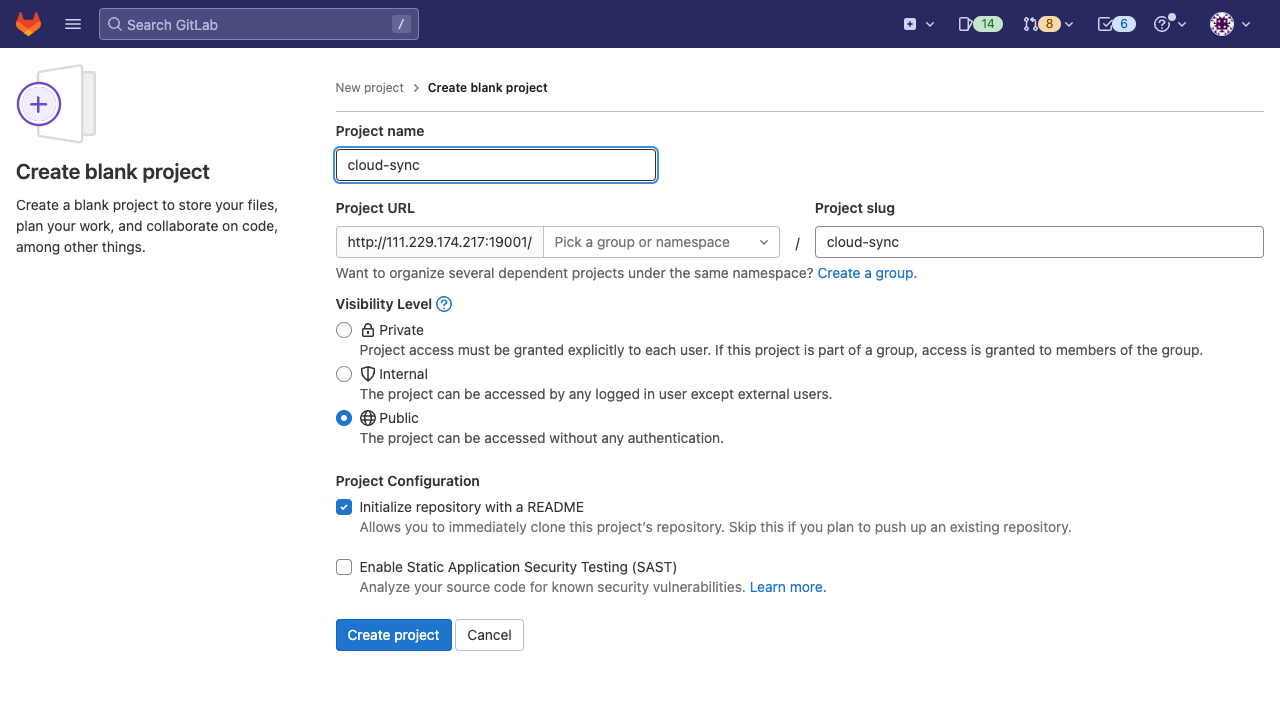 Search GitLab /
14
8
6
Create blank project
Create a blank project to store your files,
plan your work, and collaborate on code,
among other things.
New project > Create blank project
Project name
cloud-sync
Project URL
http://111.229.174.217:19001/ Pick a group or namespace /
Project slug
cloud-sync
Want to organize several dependent projects under the same namespace? Create a group.
Visibility Level ?
Private
Project access must be granted explicitly to each user. If this project is part of a group, access is granted to members of the group.
Internal
The project can be accessed by any logged in user except external users.
Public
The project can be accessed without any authentication.
Project Configuration
Initialize repository with a README
Allows you to immediately clone this project’s repository. Skip this if you plan to push up an existing repository.
Enable Static Application Security Testing (SAST)
Analyze your source code for known security vulnerabilities. Learn more.
Create project
Cancel